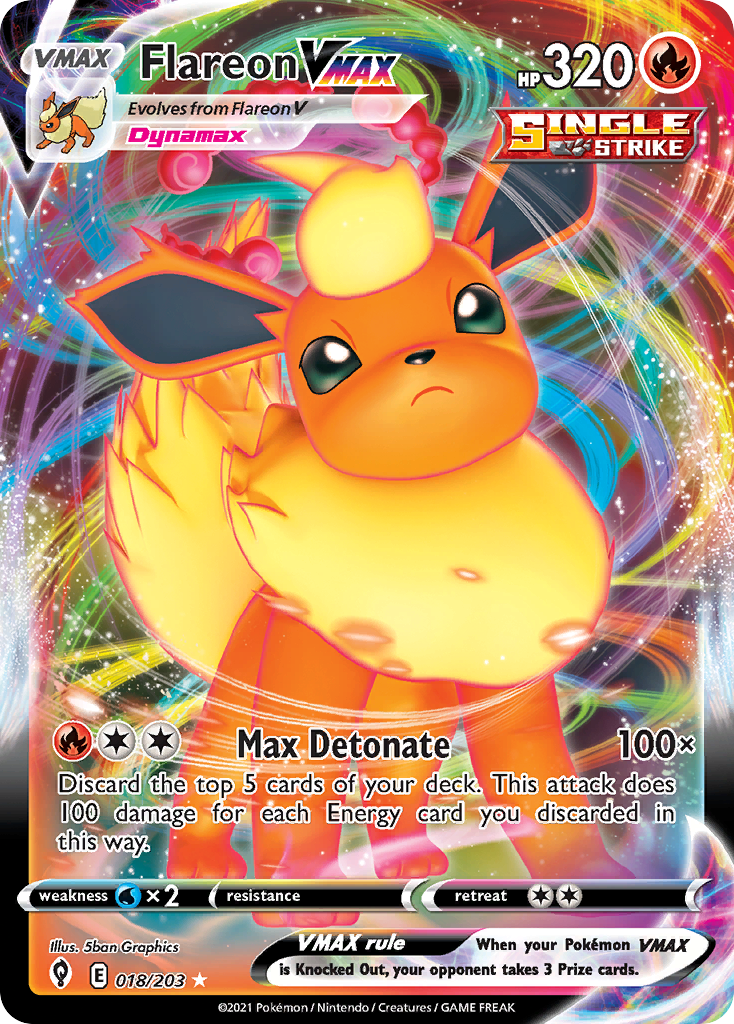 VMAX Flareon VMAX HP 320
Evolves from Flareon V
Dynamax
SINGLE
STRIKE
Max Detonate 100×
Discard the top 5 cards of your deck. This attack does
100 damage for each Energy card you discarded in
this way.
weakness ×2 resistance retreat
Illus. 5ban Graphics
VMAX rule When your Pokémon VMAX
is Knocked Out, your opponent takes 3 Prize cards.
E 018/203 ★
©2021 Pokémon / Nintendo / Creatures / GAME FREAK